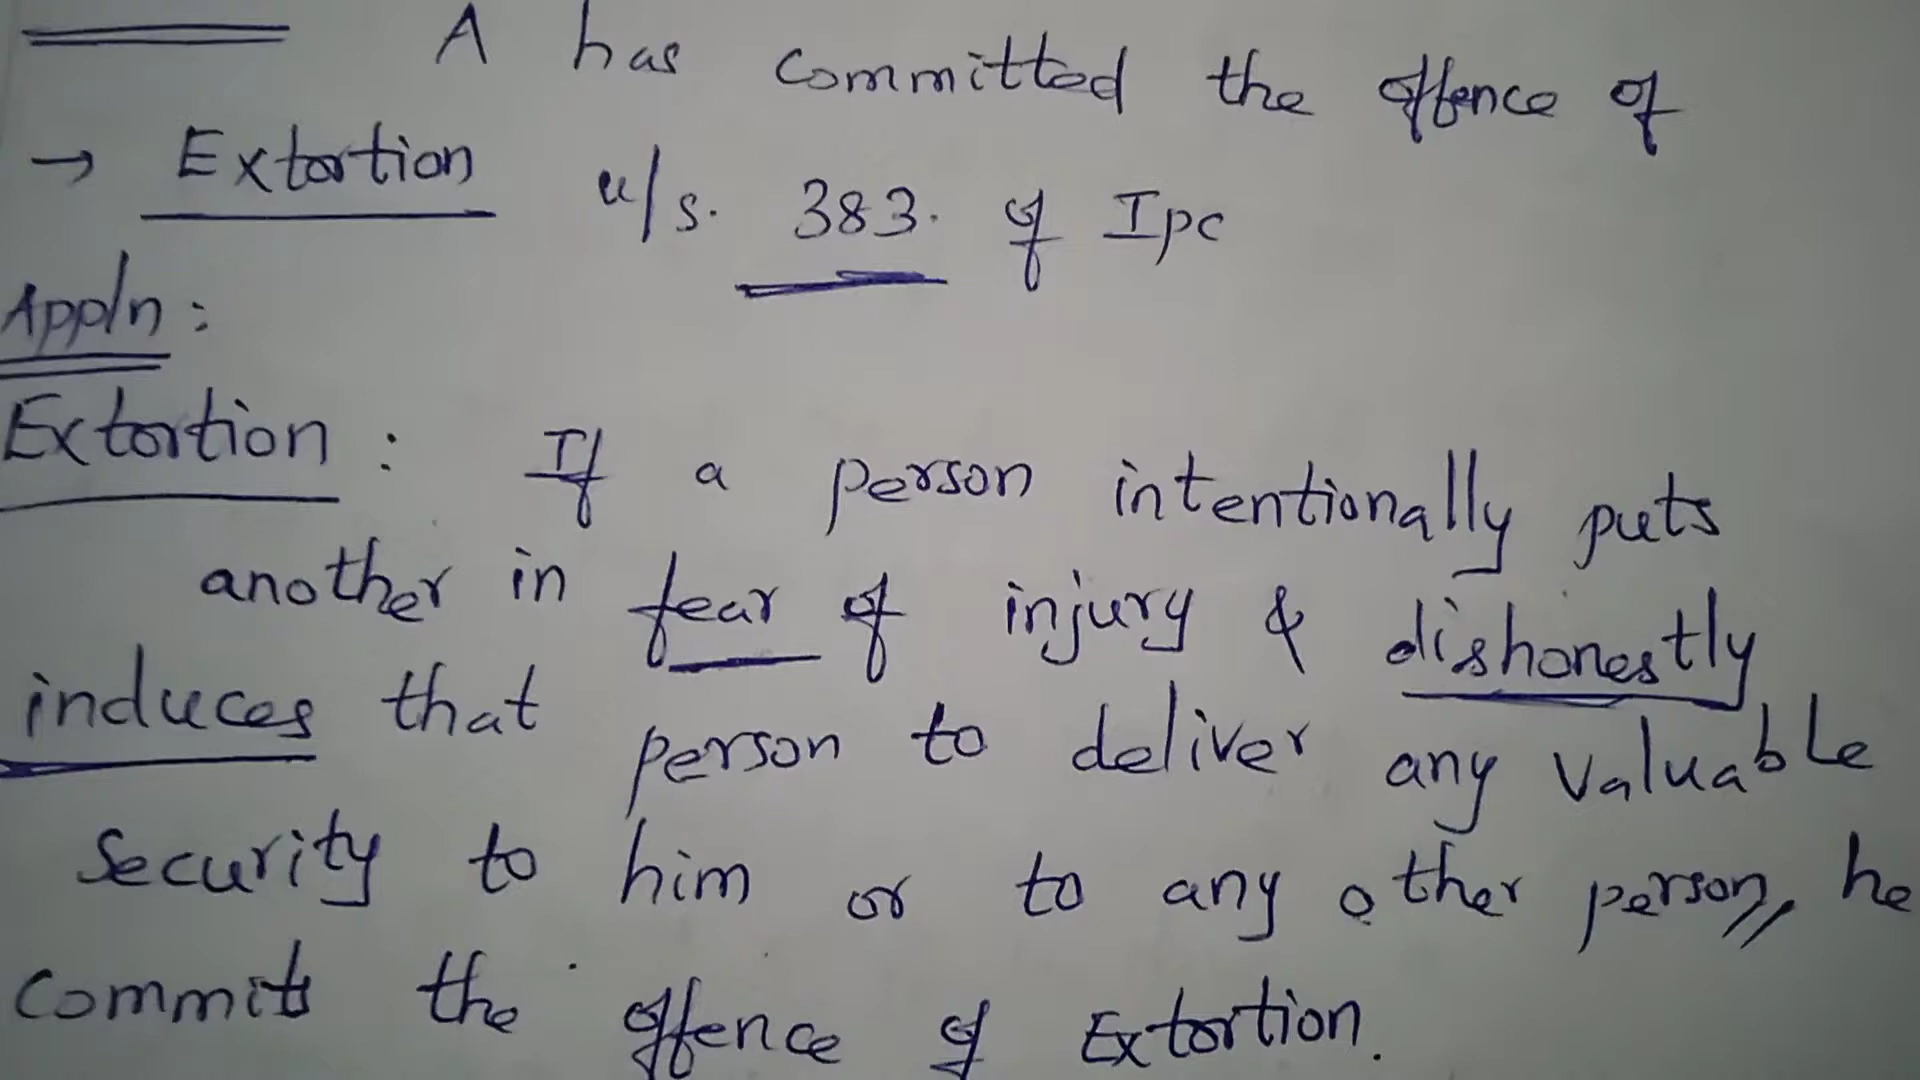 A has committed the offence of
→ Extortion u/s. 383. of Ipc
Appln:
Extortion: If a person intentionally puts
another in fear of injury & dishonestly
induces that person to deliver any valuable
Security to him or to any other person, he
commits the offence of Extortion.